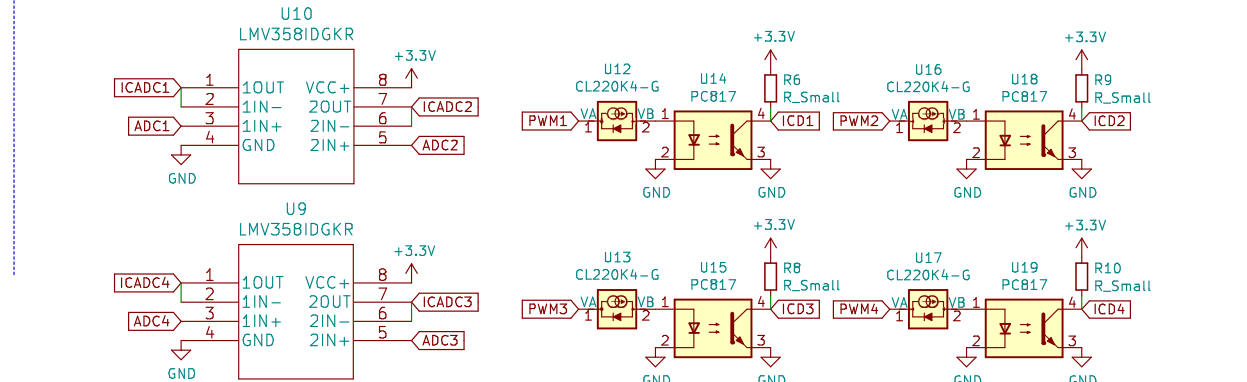 U10
LMV358IDGKR
+3.3V
ICADC1 1 1OUT VCC+ 8
2 1IN- 2OUT 7 ICADC2
ADC1 3 1IN+ 2IN- 6
4 GND 2IN+ 5 ADC2
GND
U9
LMV358IDGKR
+3.3V
ICADC4 1 1OUT VCC+ 8
2 1IN- 2OUT 7 ICADC3
ADC4 3 1IN+ 2IN- 6
4 GND 2IN+ 5 ADC3
GND
+3.3V
U12
CL220K4-G
U14
PC817
R6
R_Small
PWM1 VA 1 VB 2 1 4 ICD1
2 3
GND GND
+3.3V
U16
CL220K4-G
U18
PC817
R9
R_Small
PWM2 VA 1 VB 2 1 4 ICD2
2 3
GND GND
+3.3V
U13
CL220K4-G
U15
PC817
R8
R_Small
PWM3 VA 1 VB 2 1 4 ICD3
2 3
GND GND
+3.3V
U17
CL220K4-G
U19
PC817
R10
R_Small
PWM4 VA 1 VB 2 1 4 ICD4
2 3
GND GND